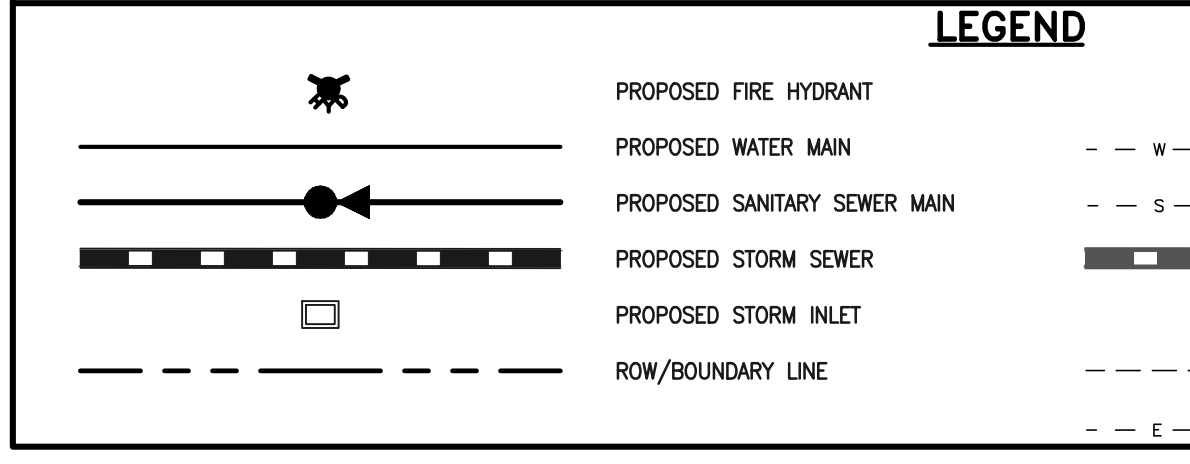 LEGEND
PROPOSED FIRE HYDRANT
PROPOSED WATER MAIN
W
PROPOSED SANITARY SEWER MAIN
S
PROPOSED STORM SEWER
PROPOSED STORM INLET
ROW/BOUNDARY LINE
E